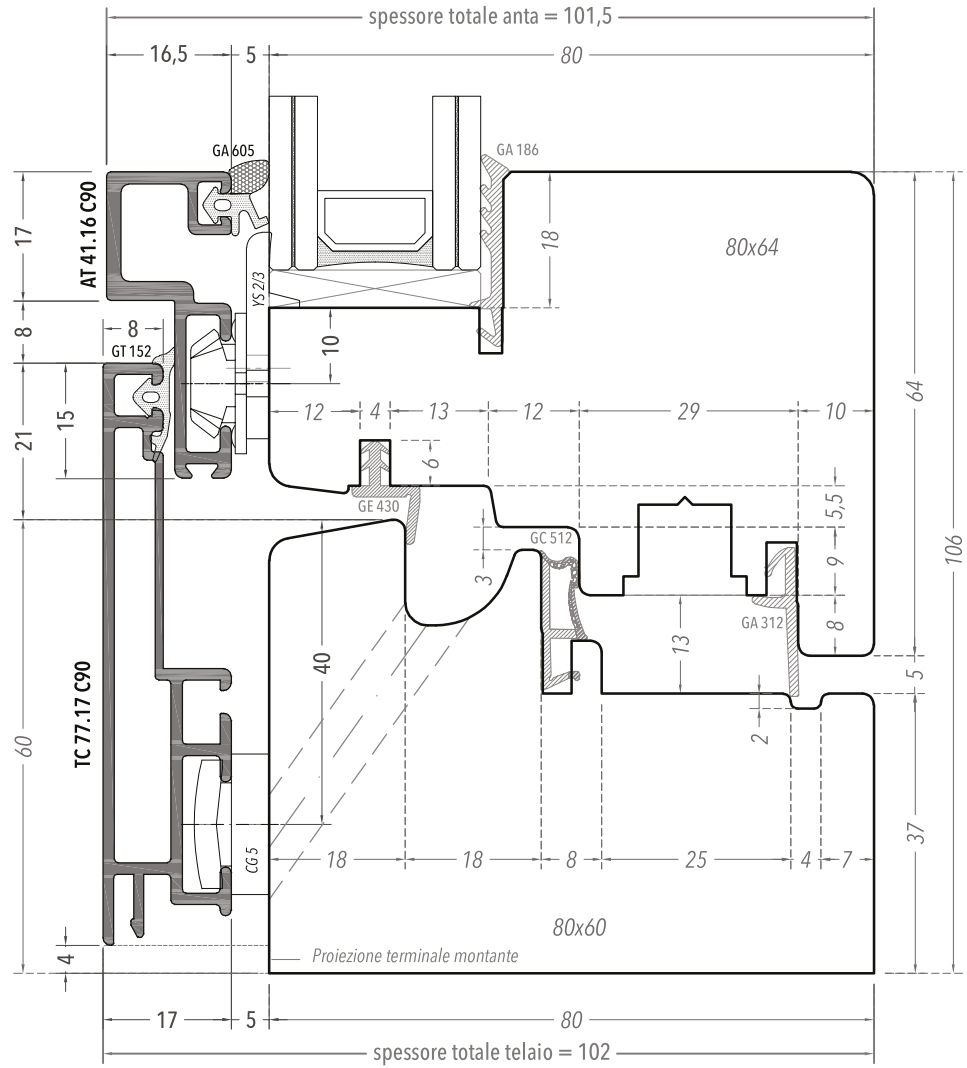 spessore totale anta = 101,5
16,5 5 80
GA 605
GA 186
AT 41.16 C90
17
18
80x64
YS 2/3
8
8
10
GT 152
64
12 4 13 12 29 10
15
21
6
5,5
GE 430
GC 512
9
106
3
GA 312
8
13
40
5
TC 77.17 C90
2
60
37
CG 5
18 18 8 25 4 7
80x60
4
Proiezione terminale montante
17 5 80
spessore totale telaio = 102